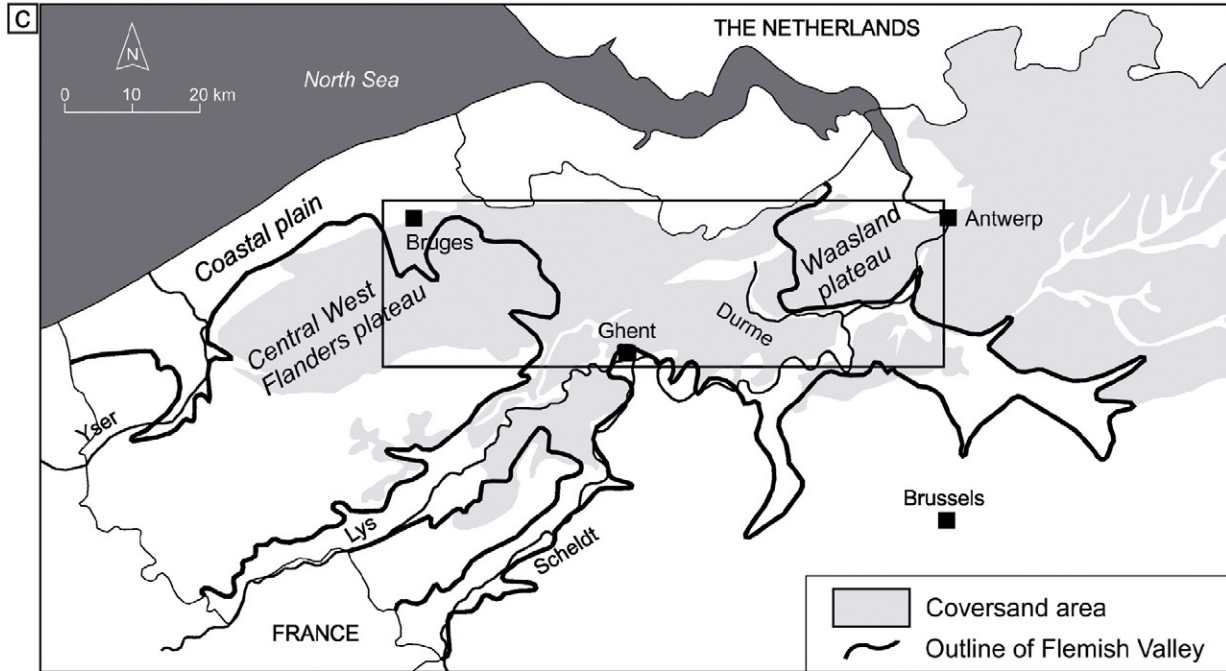 C
THE NETHERLANDS
N
North Sea
0 10 20 km
Coastal plain
Bruges
Antwerp
Waasland
plateau
Central West
Flanders plateau
Durme
Ghent
Yser
Lys
Scheldt
Brussels
FRANCE
Coversand area
Outline of Flemish Valley